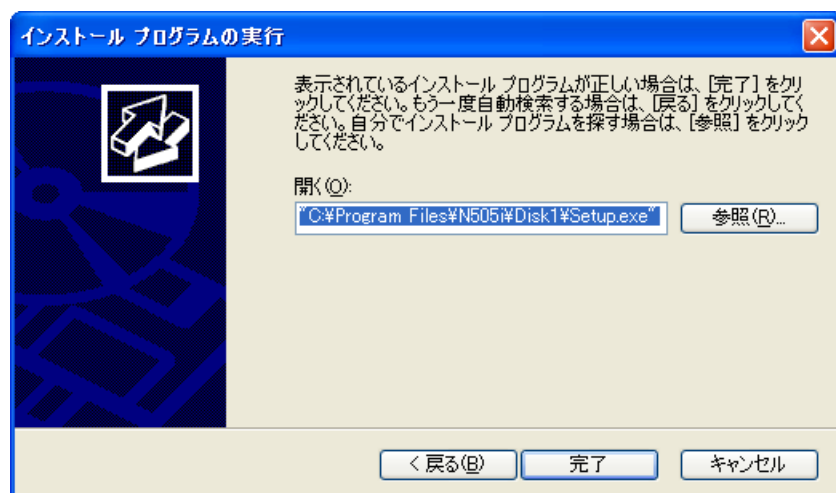 インストール プログラムの実行
表示されているインストール プログラムが正しい場合は、[完了] をクリ
ックしてください。もう一度自動検索する場合は、[戻る] をクリックしてく
ださい。自分でインストール プログラムを探す場合は、[参照] をクリック
してください。
開く(O):
"C:¥Program Files¥N505i¥Disk1¥Setup.exe"
参照(R)...
< 戻る(B)
完了
キャンセル